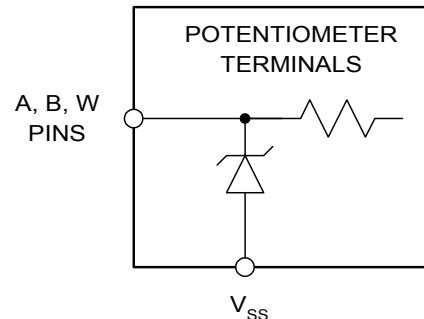 POTENTIOMETER
TERMINALS
A, B, W
PINS
VSS